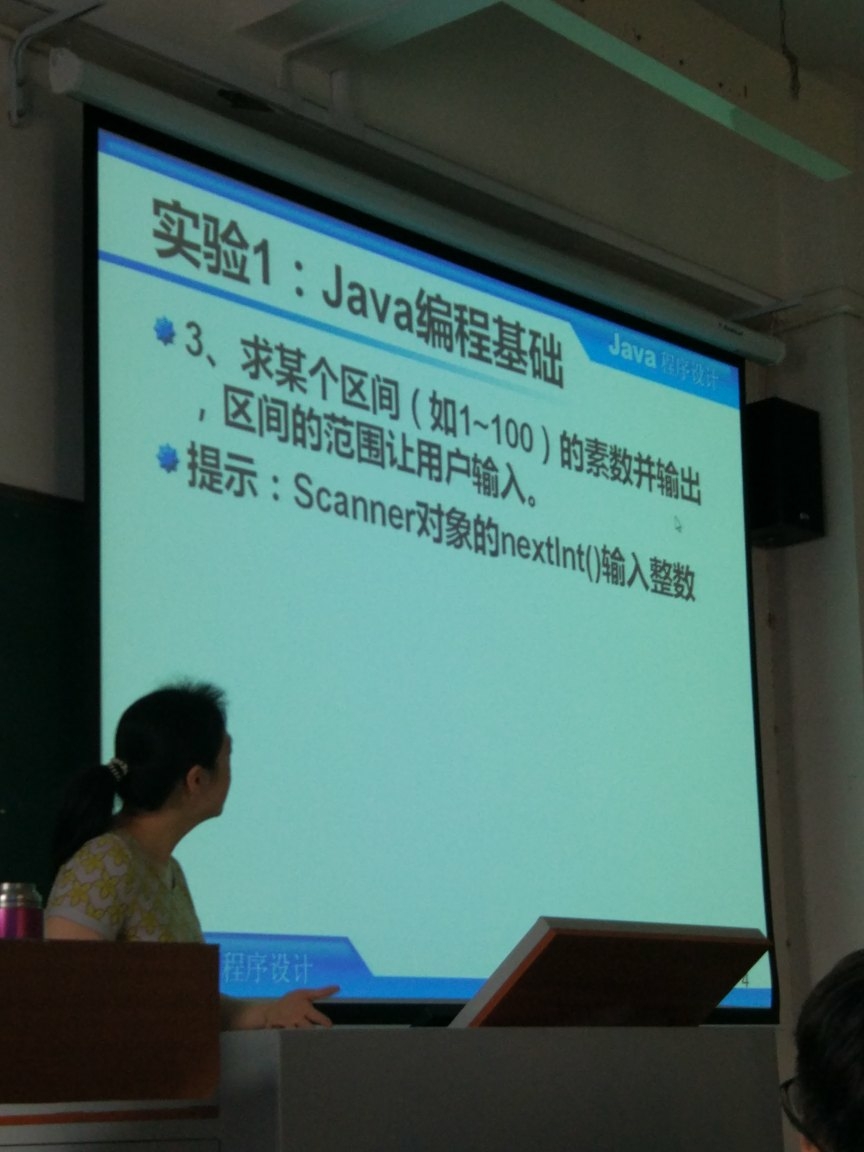 实验1：Java编程基础
Java 程序设计
3、求某个区间（如1~100）的素数并输出
，区间的范围让用户输入。
提示：Scanner对象的nextInt()输入整数
程序设计
4